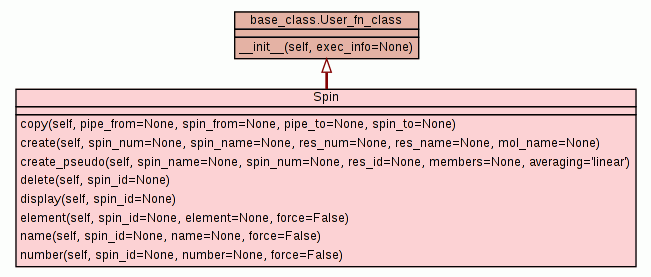 base_class.User_fn_class
__init__(self, exec_info=None)
Spin
copy(self, pipe_from=None, spin_from=None, pipe_to=None, spin_to=None)
create(self, spin_num=None, spin_name=None, res_num=None, res_name=None, mol_name=None)
create_pseudo(self, spin_name=None, spin_num=None, res_id=None, members=None, averaging='linear')
delete(self, spin_id=None)
display(self, spin_id=None)
element(self, spin_id=None, element=None, force=False)
name(self, spin_id=None, name=None, force=False)
number(self, spin_id=None, number=None, force=False)